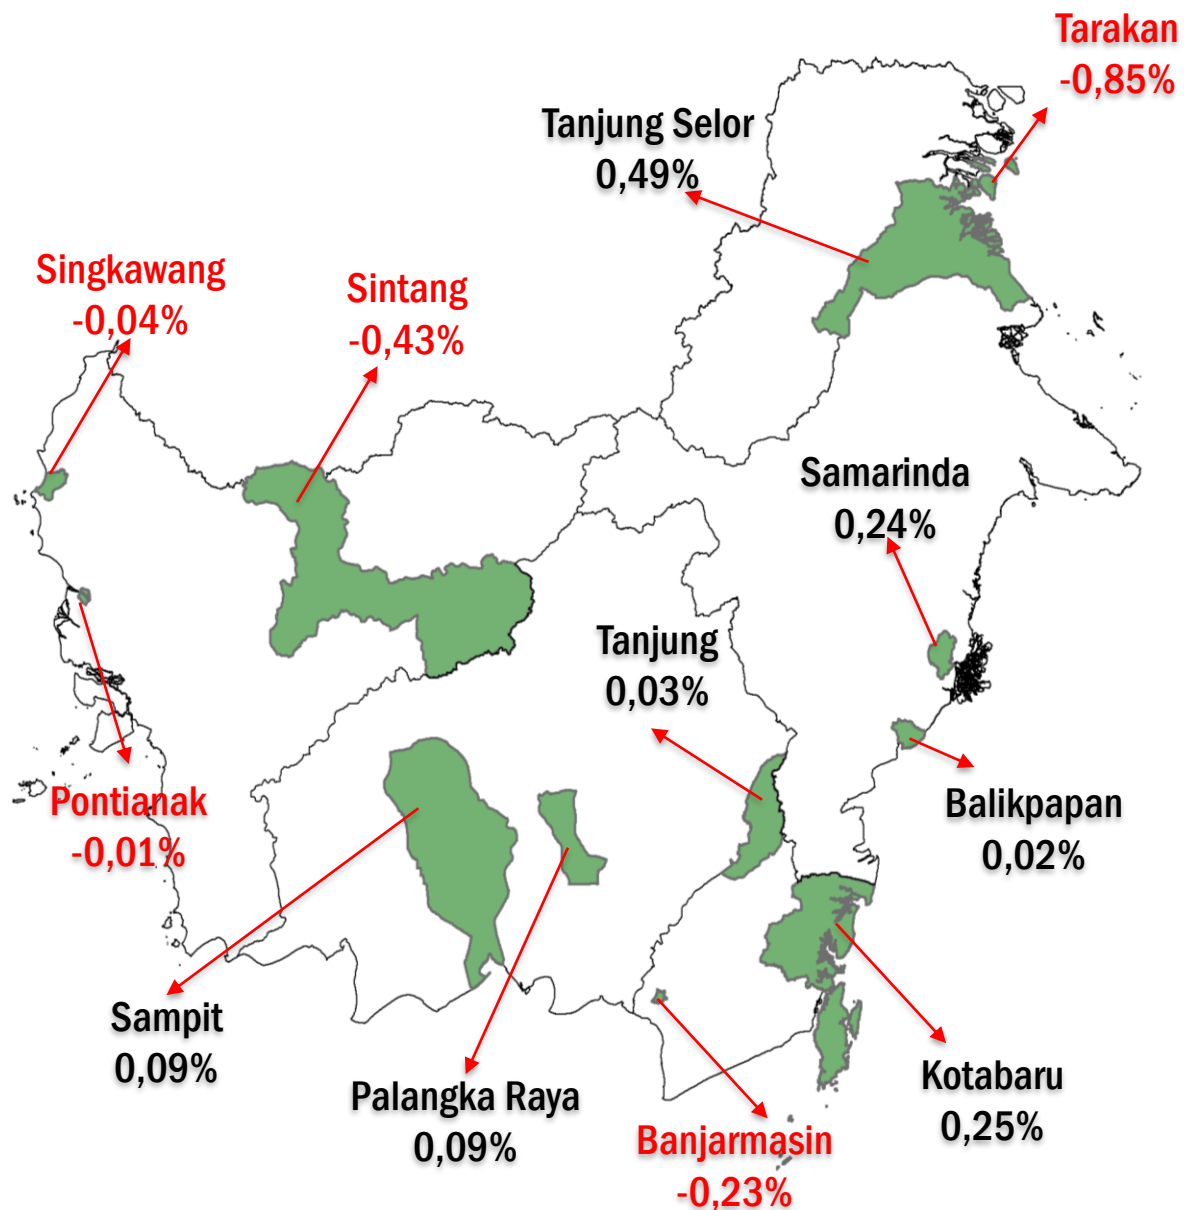 Tarakan
-0,85%
Tanjung Selor
0,49%
Singkawang
-0,04%
Sintang
-0,43%
Samarinda
0,24%
Tanjung
0,03%
Pontianak
-0,01%
Balikpapan
0,02%
Sampit
0,09%
Palangka Raya
0,09%
Kotabaru
0,25%
Banjarmasin
-0,23%